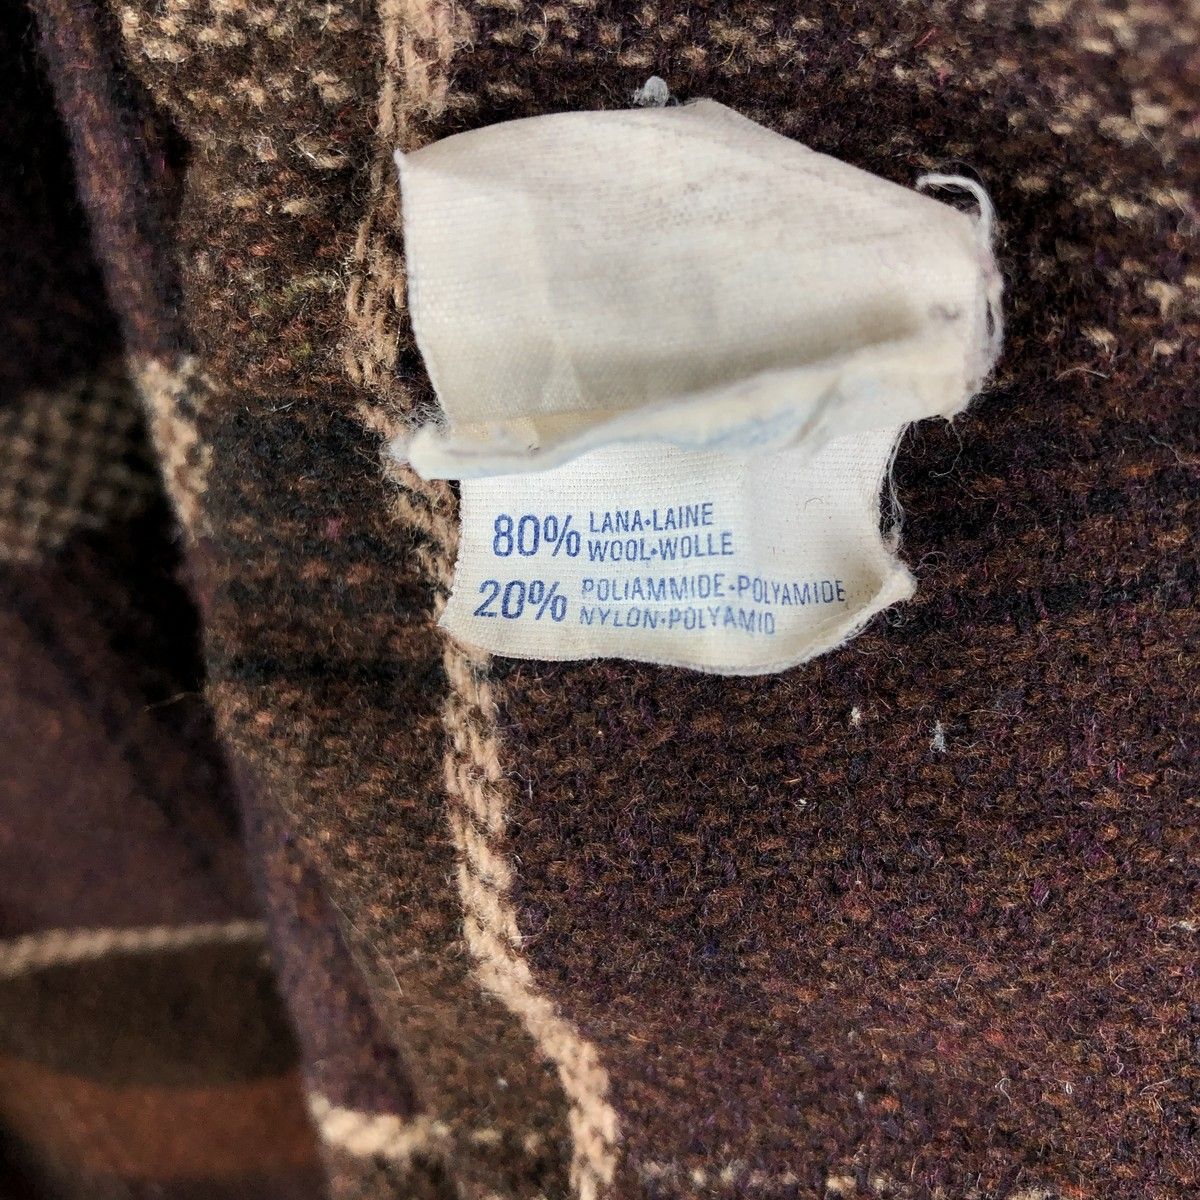 80% LANA·LAINE
WOOL·WOLLE
20% POLIAMMIDE·POLYAMIDE
NYLON·POLYAMID